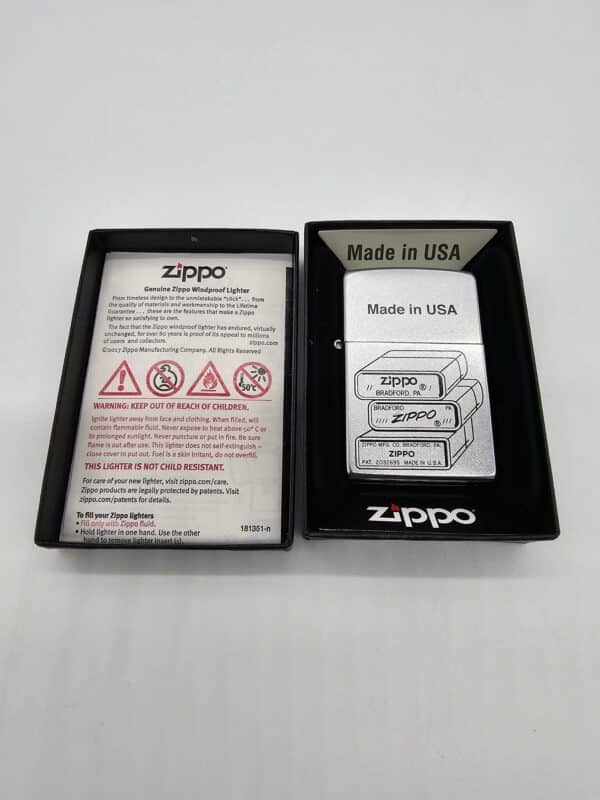 zippo®
Genuine Zippo Windproof Lighter
From timeless design to the unmistakable "click". . . from
the quality of materials and workmanship to the Lifetime
Guarantee . . . these are the features that make a Zippo
lighter so satisfying to own.
The fact that the Zippo windproof lighter has endured, virtually
unchanged, for over 80 years is proof of its appeal to millions
of users and collectors. zippo.com
©2017 Zippo Manufacturing Company. All Rights Reserved
50°C
WARNING: KEEP OUT OF REACH OF CHILDREN.
Ignite lighter away from face and clothing. When filled, will
contain flammable fluid. Never expose to heat above 50° C or
to prolonged sunlight. Never puncture or put in fire. Be sure
flame is out after use. This lighter does not self-extinguish –
close cover to put out. Fuel is a skin irritant, do not overfill.
THIS LIGHTER IS NOT CHILD RESISTANT.
For care of your new lighter, visit zippo.com/care.
Zippo products are legally protected by patents. Visit
zippo.com/patents for details.
To fill your Zippo lighters
• Fill only with Zippo fluid.
• Hold lighter in one hand. Use the other
hand to remove lighter insert (s).
181351-n
Made in USA
Made in USA
// zippo® /
BRADFORD, PA.
BRADFORD PA
//// ZIPPO® ///
ZIPPO MFG. CO. BRADFORD, PA.
ZIPPO
PAT. 2032695 MADE IN U.S.A.
zippo